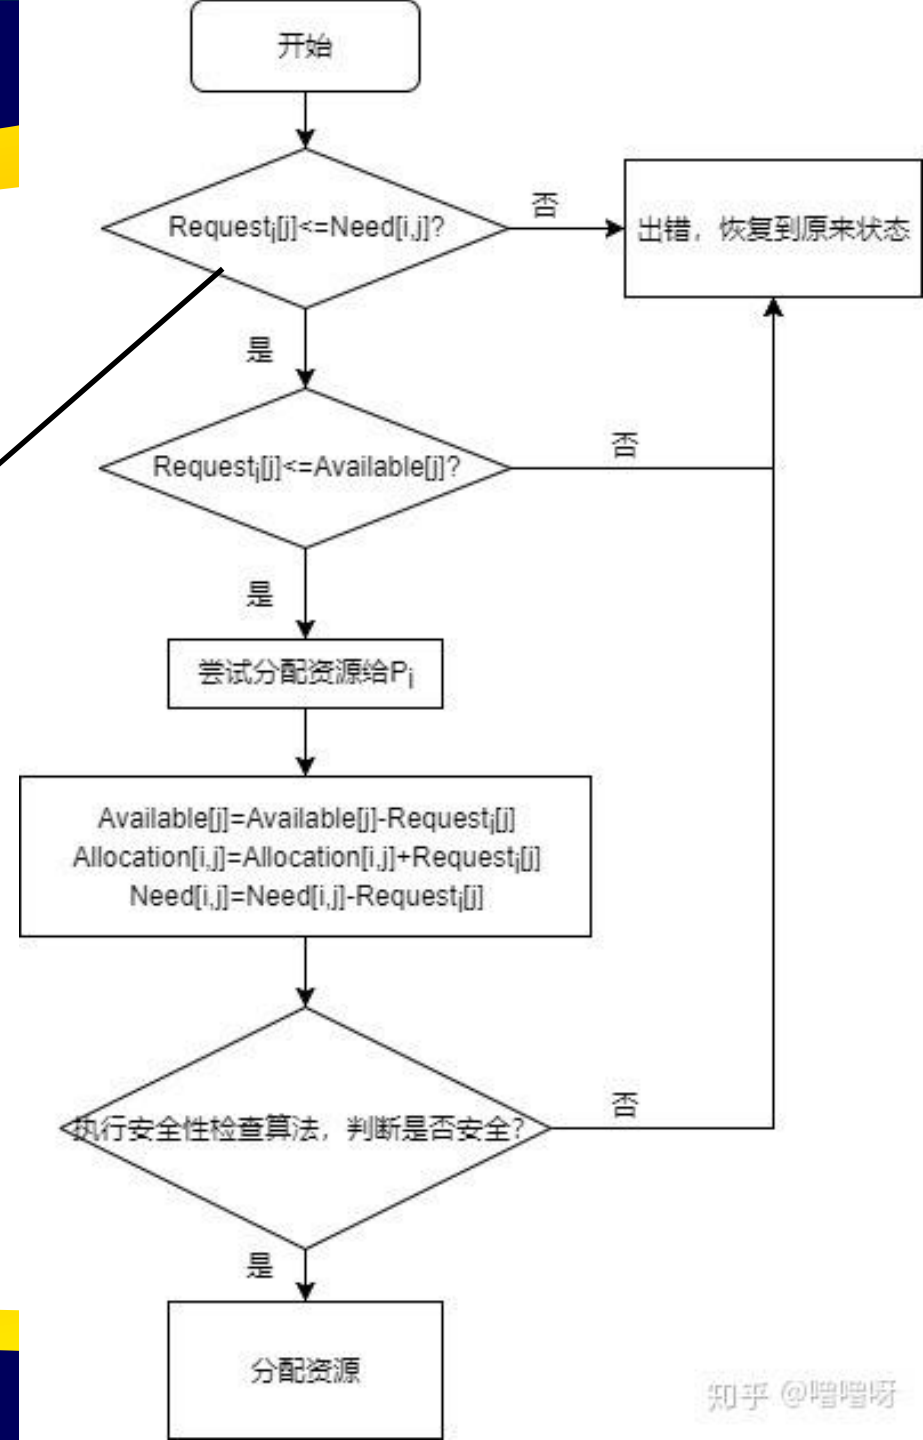 开始
Requestᵢ[j]<=Need[i,j]?
否
出错，恢复到原来状态
是
Requestᵢ[j]<=Available[j]?
否
是
尝试分配资源给Pᵢ
Available[j]=Available[j]-Requestᵢ[j]
Allocation[i,j]=Allocation[i,j]+Requestᵢ[j]
Need[i,j]=Need[i,j]-Requestᵢ[j]
执行安全性检查算法，判断是否安全？
否
是
分配资源
知乎 @噜噜呀